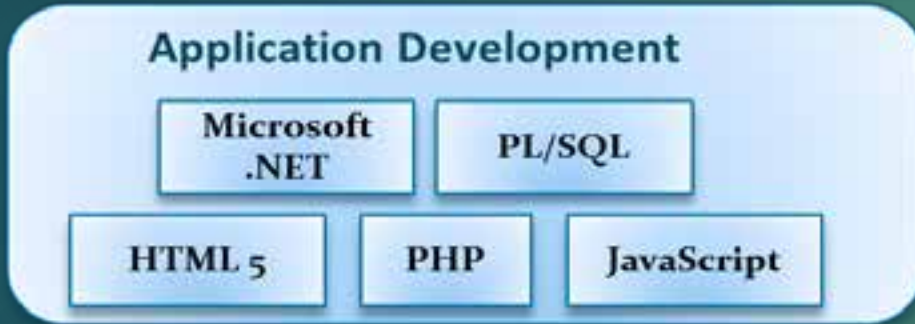 Application Development
Microsoft
.NET
PL/SQL
HTML 5
PHP
JavaScript